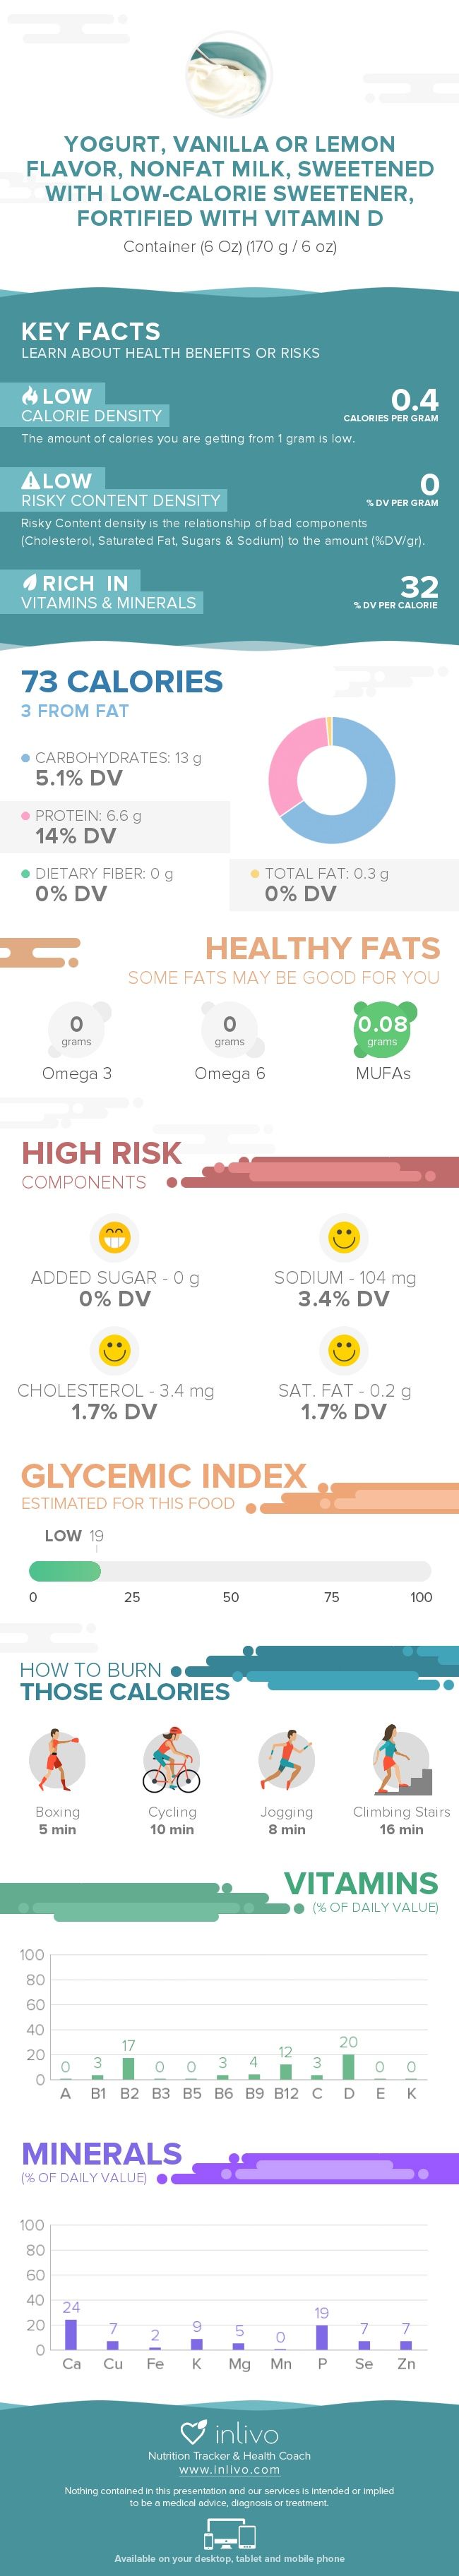 YOGURT, VANILLA OR LEMON
FLAVOR, NONFAT MILK, SWEETENED
WITH LOW-CALORIE SWEETENER,
FORTIFIED WITH VITAMIN D
Container (6 Oz) (170 g / 6 oz)
KEY FACTS
LEARN ABOUT HEALTH BENEFITS OR RISKS
LOW
CALORIE DENSITY
0.4
CALORIES PER GRAM
The amount of calories you are getting from 1 gram is low.
LOW
RISKY CONTENT DENSITY
0
% DV PER GRAM
Risky Content density is the relationship of bad components
(Cholesterol, Saturated Fat, Sugars & Sodium) to the amount (%DV/gr).
RICH IN
VITAMINS & MINERALS
32
% DV PER CALORIE
73 CALORIES
3 FROM FAT
CARBOHYDRATES: 13 g
5.1% DV
PROTEIN: 6.6 g
14% DV
DIETARY FIBER: 0 g
0% DV
TOTAL FAT: 0.3 g
0% DV
HEALTHY FATS
SOME FATS MAY BE GOOD FOR YOU
0 0 0.08
grams grams grams
Omega 3 Omega 6 MUFAs
HIGH RISK
COMPONENTS
ADDED SUGAR - 0 g
0% DV
SODIUM - 104 mg
3.4% DV
CHOLESTEROL - 3.4 mg
1.7% DV
SAT. FAT - 0.2 g
1.7% DV
GLYCEMIC INDEX
ESTIMATED FOR THIS FOOD
LOW 19
0 25 50 75 100
HOW TO BURN
THOSE CALORIES
Boxing Cycling Jogging Climbing Stairs
5 min 10 min 8 min 16 min
VITAMINS
(% OF DAILY VALUE)
100
80
60
40
20
0
0 3 17 0 0 3 4 12 3 20 0 0
A B1 B2 B3 B5 B6 B9 B12 C D E K
MINERALS
(% OF DAILY VALUE)
100
80
60
40
20
0
24 7 2 9 5 0 19 7 7
Ca Cu Fe K Mg Mn P Se Zn
inlivo
Nutrition Tracker & Health Coach
www.inlivo.com
Nothing contained in this presentation and our services is intended or implied
to be a medical advice, diagnosis or treatment.
Available on your desktop, tablet and mobile phone